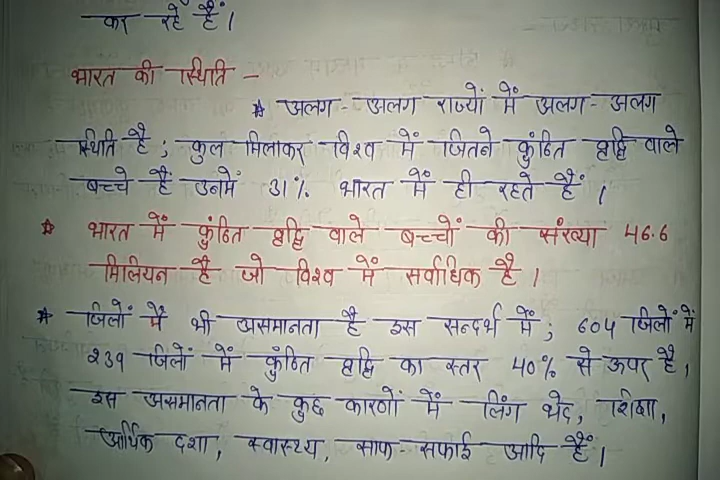 कर रहे हैं।
भारत की स्थिति –
* अलग - अलग राज्यों में अलग - अलग
स्थिति है ; कुल मिलाकर विश्व में जितने कुंठित वृद्धि वाले
बच्चे हैं उनमें 31% भारत में ही रहते हैं ।
* भारत में कुंठित वृद्धि वाले बच्चों की संख्या 46.6
मिलियन है जो विश्व में सर्वाधिक है ।
* जिलों में भी असमानता है इस सन्दर्भ में ; 604 जिलों में
239 जिलों में कुंठित वृद्धि का स्तर 40% से ऊपर है ,
इस असमानता के कुछ कारणों में लिंग भेद , शिक्षा ,
आर्थिक दशा , स्वास्थ्य , साफ - सफाई आदि हैं ।